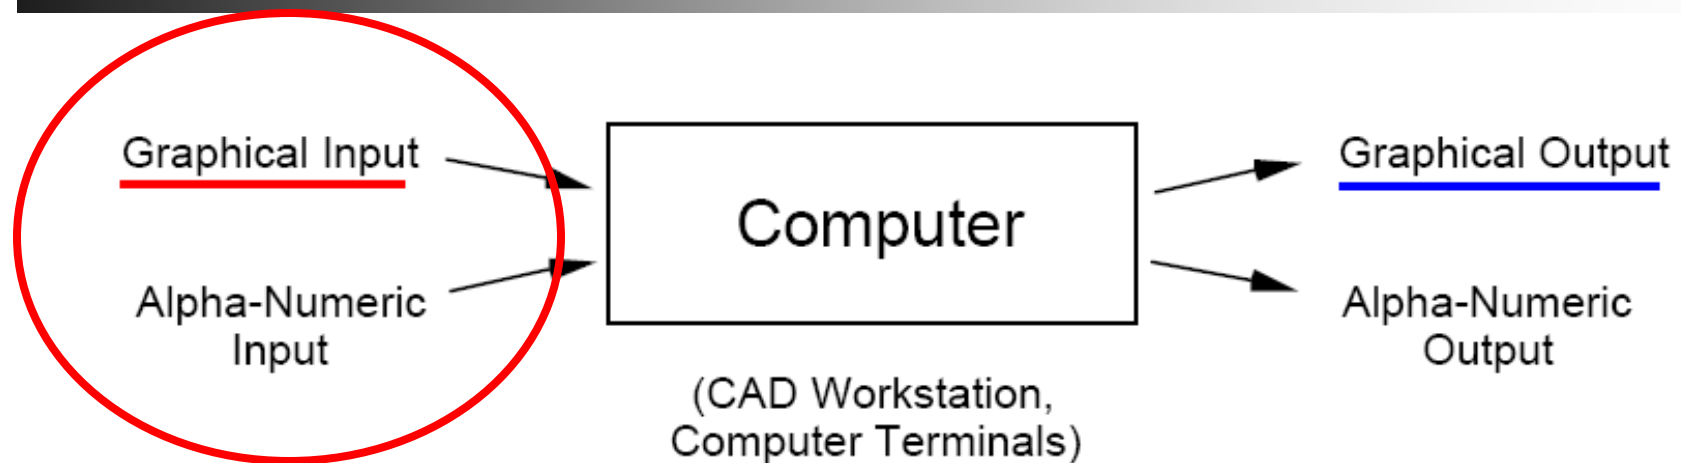 Graphical Input
Alpha-Numeric
Input
Computer
(CAD Workstation,
Computer Terminals)
Graphical Output
Alpha-Numeric
Output